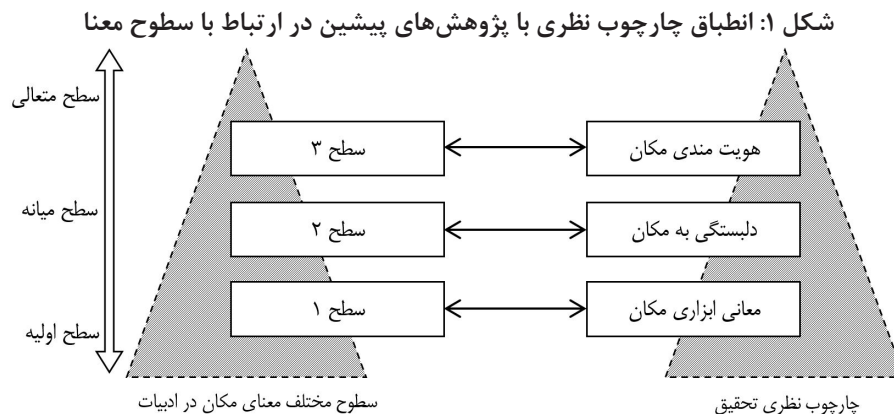 شکل ۱: انطباق چارچوب نظری با پژوهش‌های پیشین در ارتباط با سطوح معنا
سطح متعالی
هویت مندی مکان
سطح ۳
سطح میانه
دلبستگی به مکان
سطح ۲
معانی ابزاری مکان
سطح ۱
سطح اولیه
چارچوب نظری تحقیق
سطوح مختلف معنای مکان در ادبیات